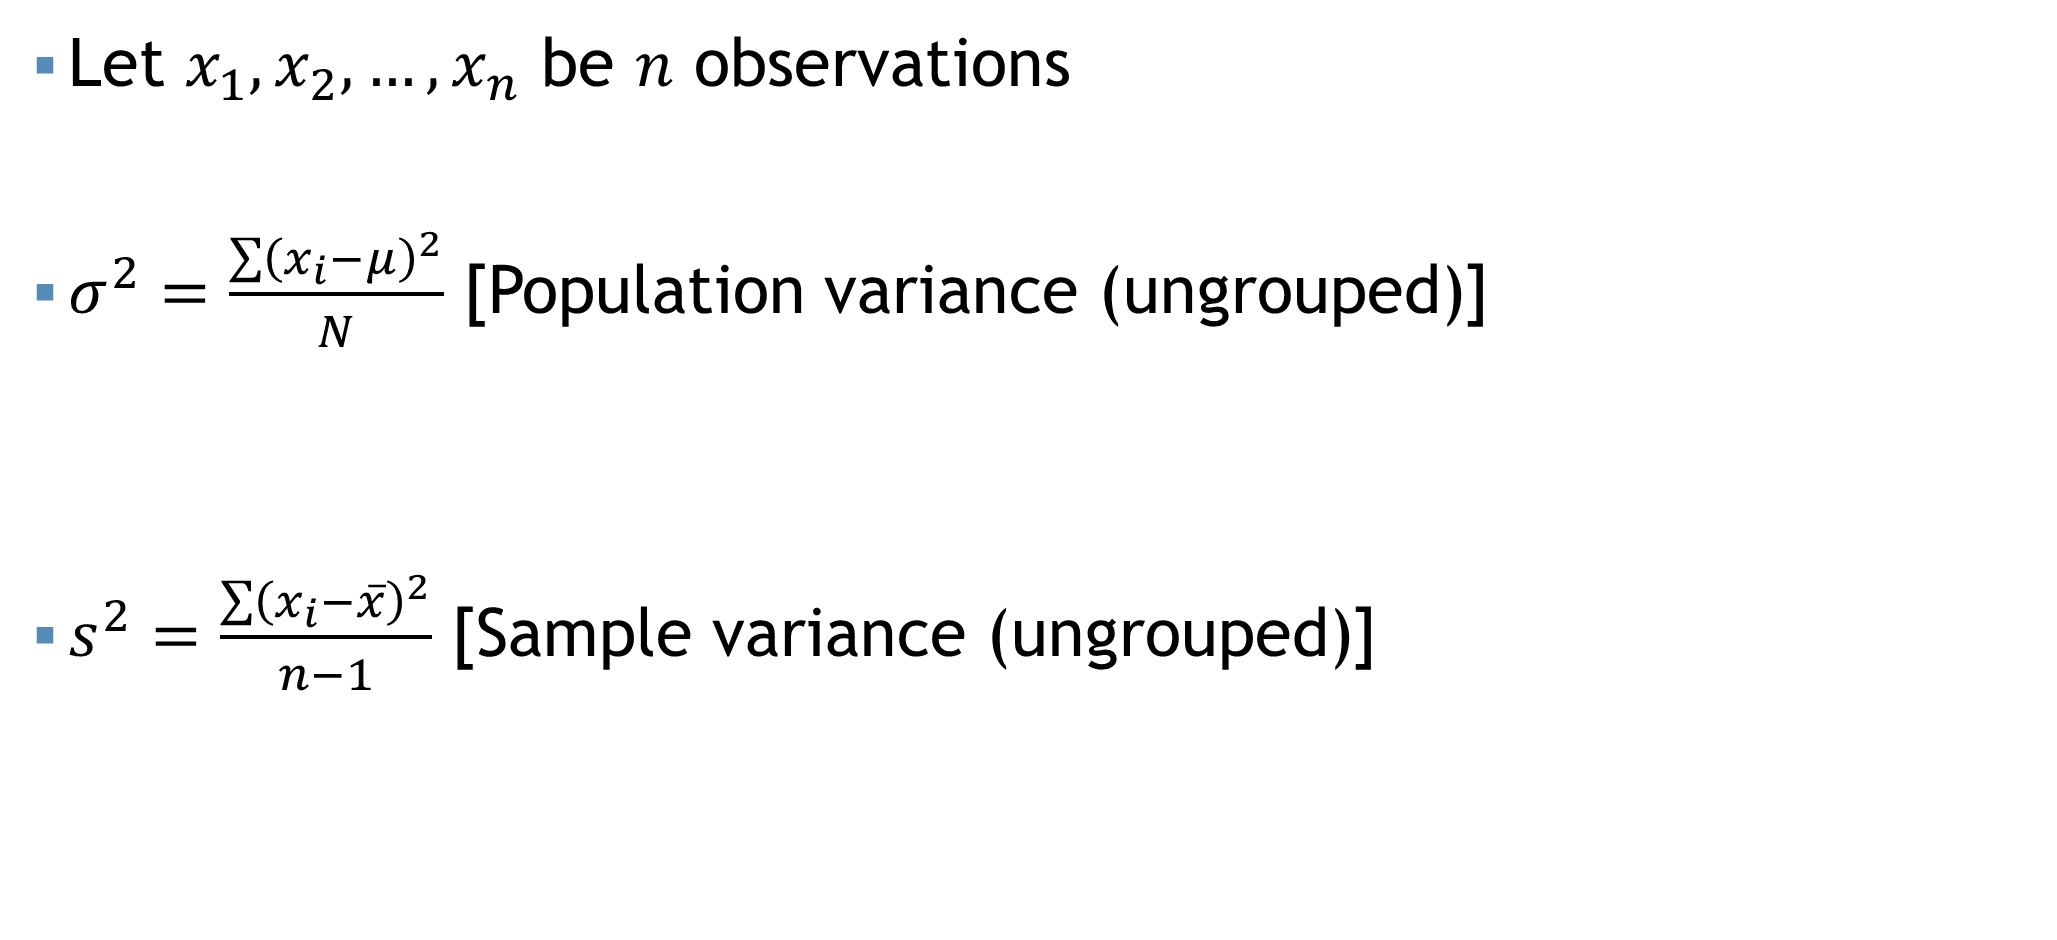 ▪ Let 𝑥₁, 𝑥₂, … , 𝑥ₙ be 𝑛 observations
▪ 𝜎² = ∑(𝑥ᵢ−𝜇)² / 𝑁 [Population variance (ungrouped)]
▪ 𝑠² = ∑(𝑥ᵢ−𝑥̄)² / 𝑛−1 [Sample variance (ungrouped)]